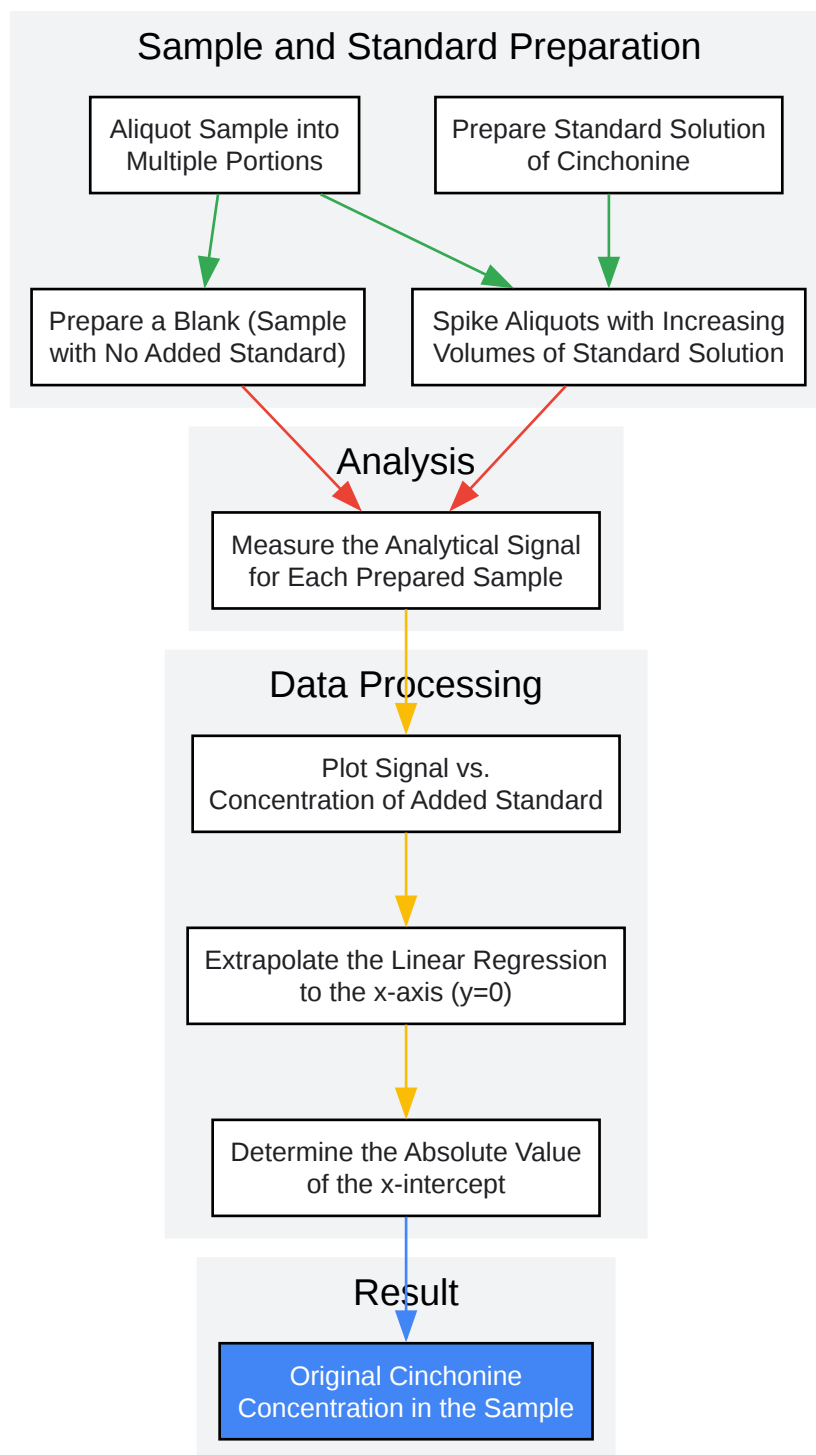 Sample and Standard Preparation
Aliquot Sample into
Multiple Portions
Prepare Standard Solution
of Cinchonine
Prepare a Blank (Sample
with No Added Standard)
Spike Aliquots with Increasing
Volumes of Standard Solution
Analysis
Measure the Analytical Signal
for Each Prepared Sample
Data Processing
Plot Signal vs.
Concentration of Added Standard
Extrapolate the Linear Regression
to the x-axis (y=0)
Determine the Absolute Value
of the x-intercept
Result
Original Cinchonine
Concentration in the Sample